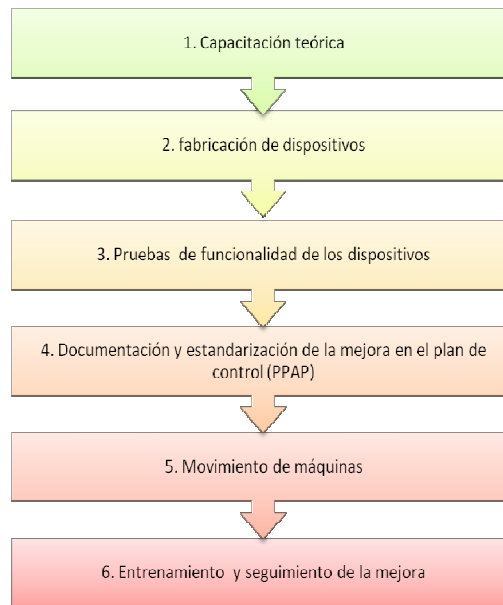 1. Capacitación teórica
2. fabricación de dispositivos
3. Pruebas de funcionalidad de los dispositivos
4. Documentación y estandarización de la mejora en el plan de
control (PPAP)
5. Movimiento de máquinas
6. Entrenamiento y seguimiento de la mejora